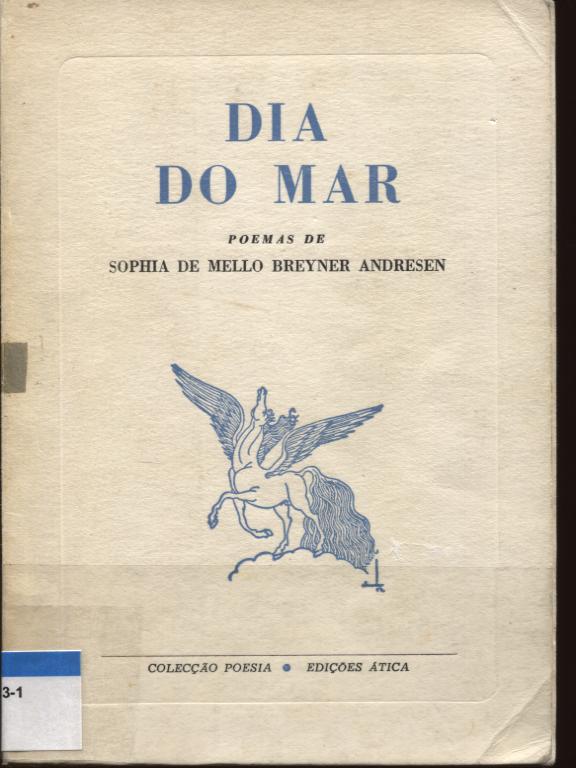 DIA
DO MAR
POEMAS DE
SOPHIA DE MELLO BREYNER ANDRESEN
COLECÇÃO POESIA • EDIÇÕES ÁTICA
3-1